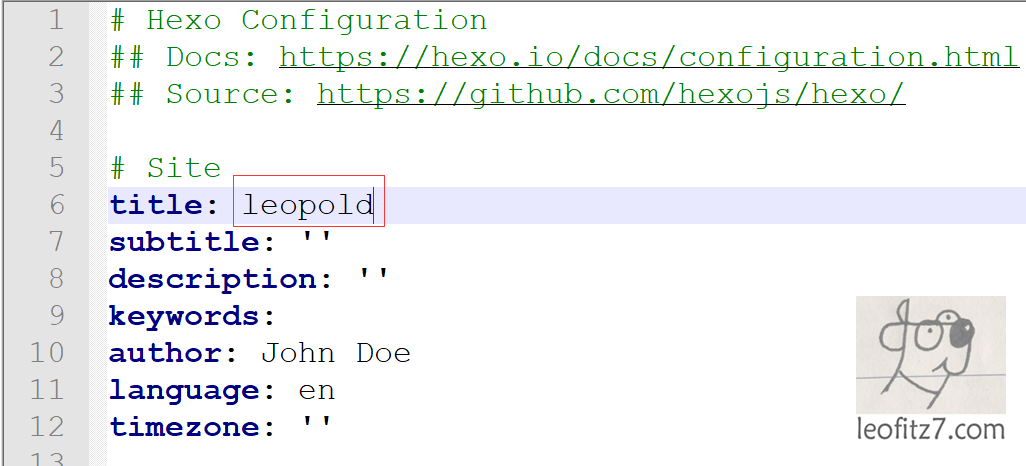 1 # Hexo Configuration
2 ## Docs: https://hexo.io/docs/configuration.html
3 ## Source: https://github.com/hexojs/hexo/
4
5 # Site
6 title: leopold
7 subtitle: ''
8 description: ''
9 keywords:
10 author: John Doe
11 language: en
12 timezone: ''
13
leofitz7.com